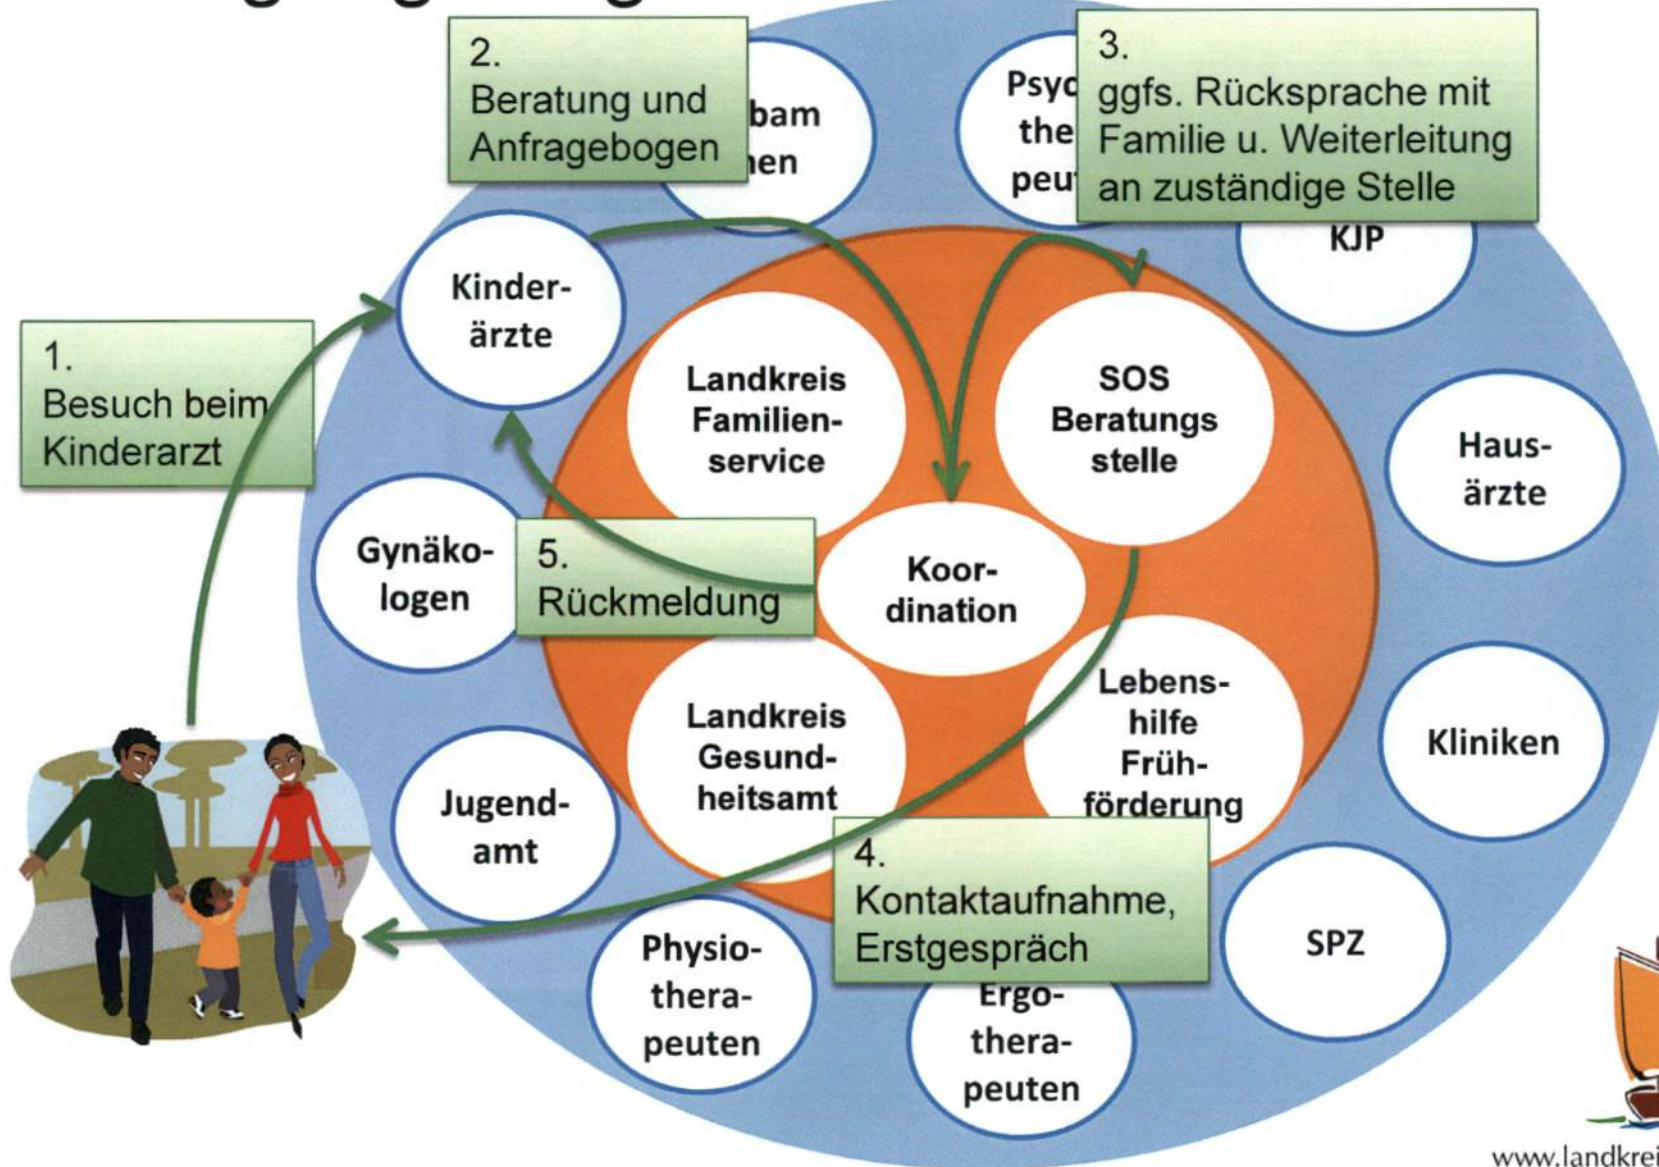 2.
Beratung und
Anfragebogen
3.
ggfs. Rücksprache mit
Familie u. Weiterleitung
an zuständige Stelle
KJP
Kinder-
ärzte
1.
Besuch beim
Kinderarzt
Landkreis
Familien-
service
SOS
Beratungs
stelle
Haus-
ärzte
Gynäko-
logen
5.
Rückmeldung
Koor-
dination
Landkreis
Gesund-
heitsamt
Lebens-
hilfe
Früh-
förderung
Kliniken
Jugend-
amt
4.
Kontaktaufnahme,
Erstgespräch
SPZ
Physio-
thera-
peuten
Ergo-
thera-
peuten